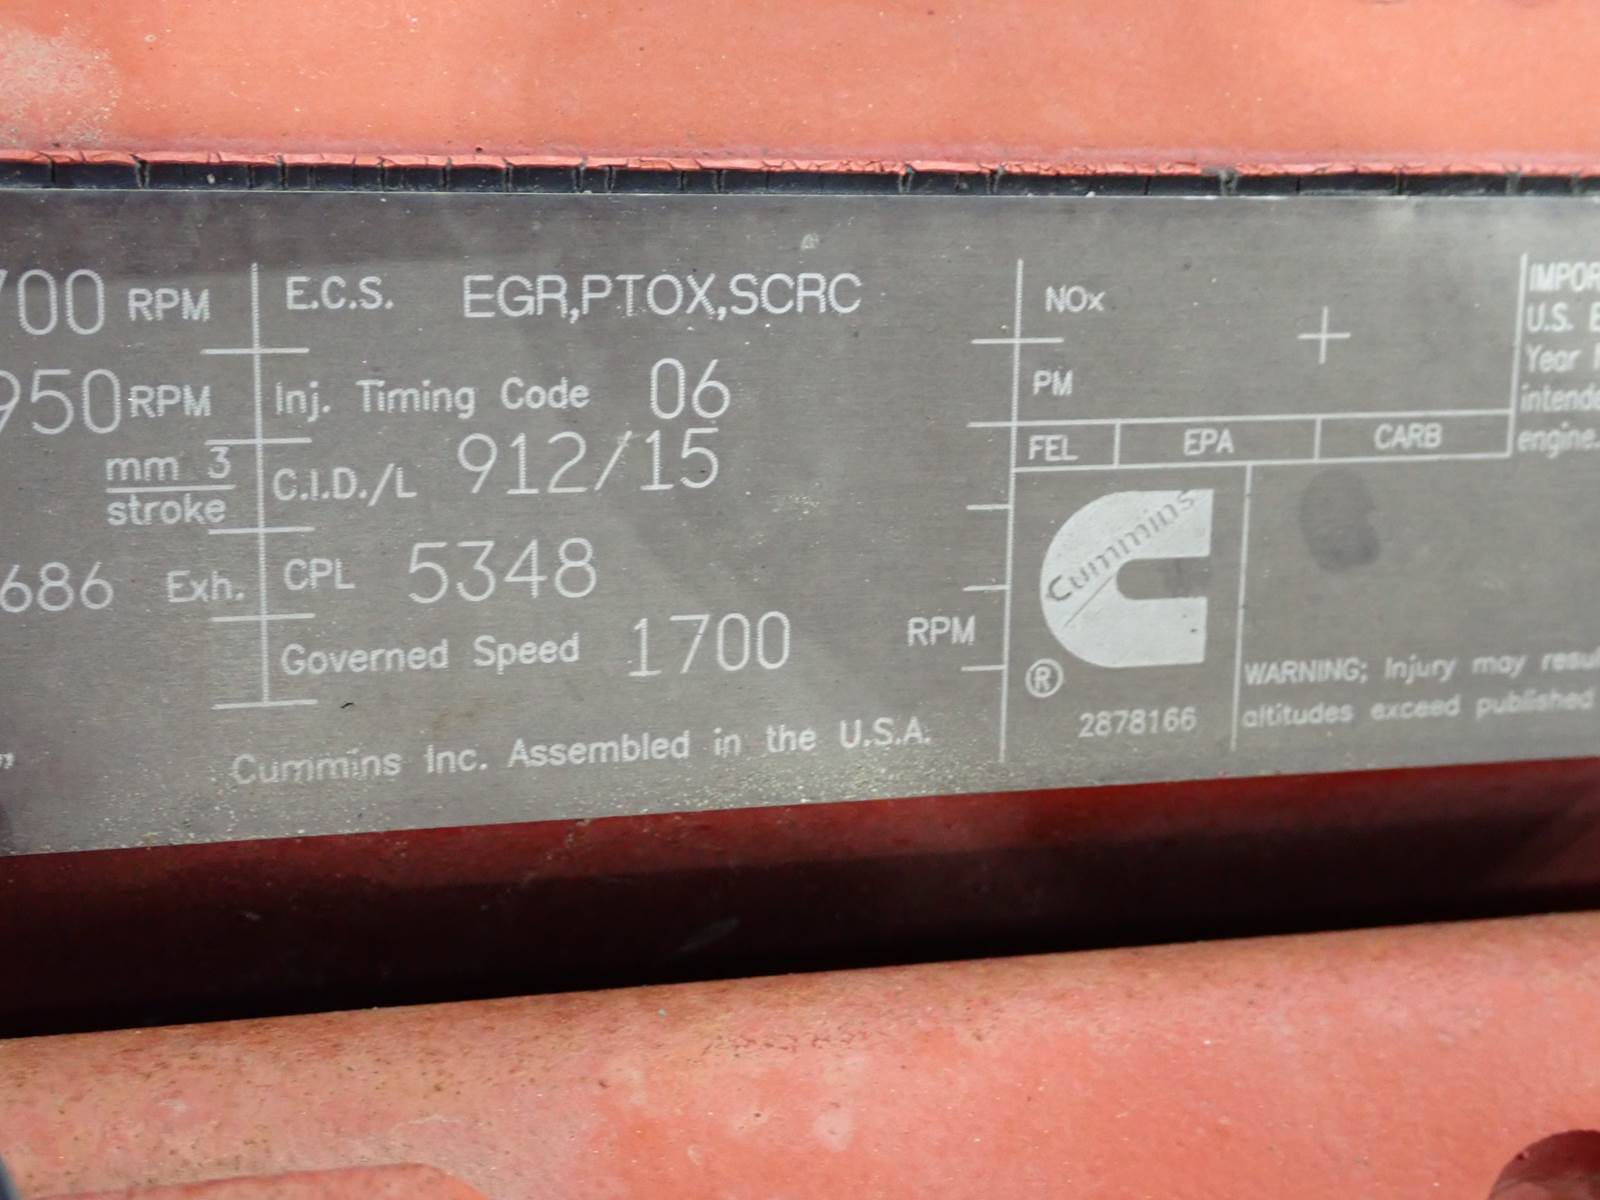 700 RPM
950 RPM
mm 3
stroke
686 Exh.
E.C.S. EGR,PTOX,SCRC
Inj. Timing Code 06
C.I.D./L 912/15
CPL 5348
Governed Speed 1700 RPM
Cummins Inc. Assembled in the U.S.A.
NOx
PM
FEL EPA CARB
Cummins
®
2878166
U.S.
Year
engine.
WARNING; Injury may
altitudes exceed published